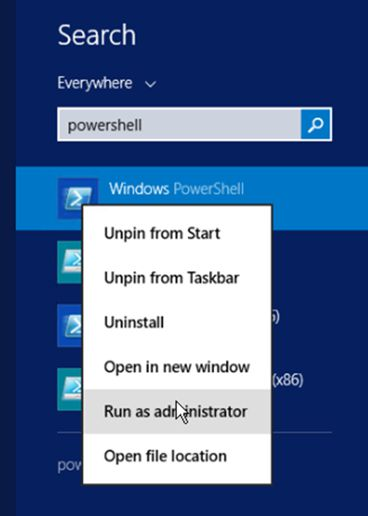 Search
Everywhere
powershell
Windows PowerShell
Unpin from Start
Unpin from Taskbar
Uninstall
Open in new window
(x86)
Run as administrator
Open file location